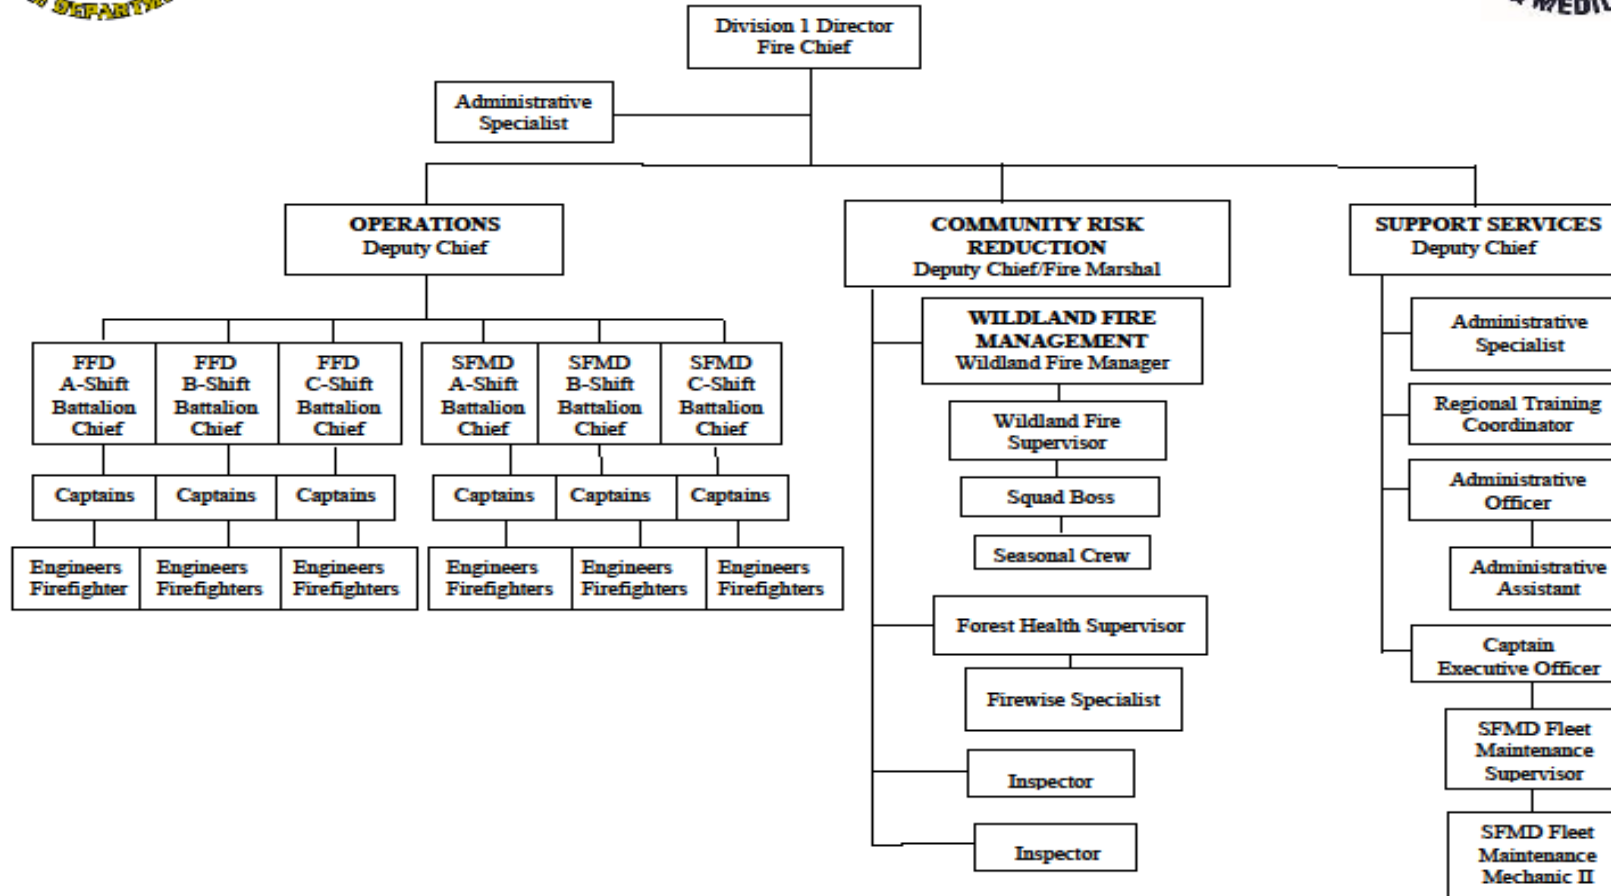 DEPARTM
& MEDIC
Division 1 Director
Fire Chief
Administrative
Specialist
OPERATIONS
Deputy Chief
COMMUNITY RISK
REDUCTION
Deputy Chief/Fire Marshal
SUPPORT SERVICES
Deputy Chief
FFD
A-Shift
Battalion
Chief
FFD
B-Shift
Battalion
Chief
FFD
C-Shift
Battalion
Chief
SFMD
A-Shift
Battalion
Chief
SFMD
B-Shift
Battalion
Chief
SFMD
C-Shift
Battalion
Chief
Captains
Captains
Captains
Captains
Captains
Captains
Engineers
Firefighter
Engineers
Firefighters
Engineers
Firefighters
Engineers
Firefighters
Engineers
Firefighters
Engineers
Firefighters
WILDLAND FIRE
MANAGEMENT
Wildland Fire Manager
Wildland Fire
Supervisor
Squad Boss
Seasonal Crew
Forest Health Supervisor
Firewise Specialist
Inspector
Inspector
Administrative
Specialist
Regional Training
Coordinator
Administrative
Officer
Administrative
Assistant
Captain
Executive Officer
SFMD Fleet
Maintenance
Supervisor
SFMD Fleet
Maintenance
Mechanic II